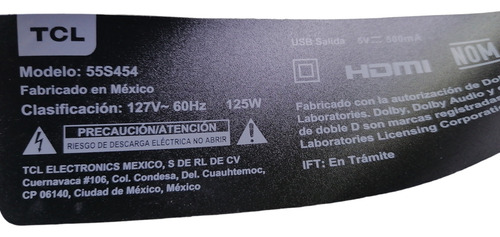 TCL
Modelo: 55S454
Fabricado en México
Clasificación: 127V~ 60Hz 125W
PRECAUCIÓN/ATENCIÓN
RIESGO DE DESCARGA ELÉCTRICA NO ABRIR
TCL ELECTRONICS MEXICO, S DE RL DE CV
Cuernavaca #106, Col. Condesa, Del. Cuauhtemoc,
CP 06140, Ciudad de México, México
USB Salida 5V 500mA
HDMI NOM
Fabricado con la autorización de
Laboratories. Dolby, Dolby Audio y
de doble D son marcas registradas
Laboratories Licensing
IFT: En Trámite